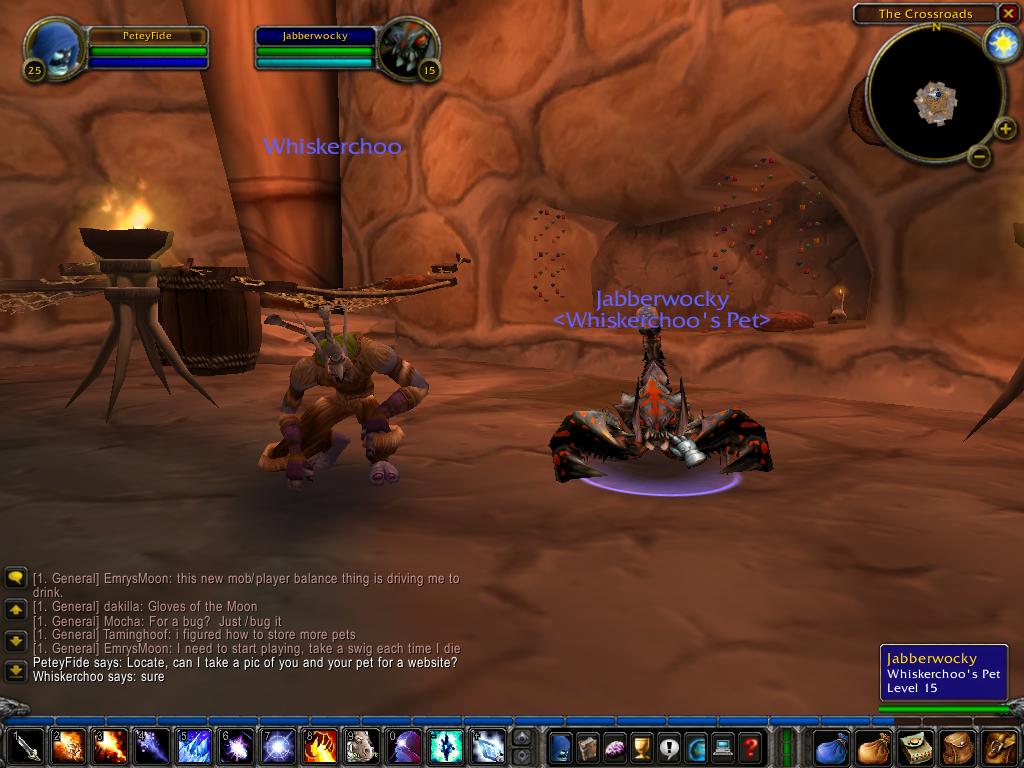 PeteyFide
25
Jabberwocky
15
The Crossroads
N
Whiskerchoo
Jabberwocky
<Whiskerchoo's Pet>
[1. General] EmrysMoon: this new mob/player balance thing is driving me to
drink.
[1. General] dakilla: Gloves of the Moon
[1. General] Mocha: For a bug?  Just /bug it
[1. General] Taminghoof: i figured how to store more pets
[1. General] EmrysMoon: I need to start playing, take a swig each time I die
PeteyFide says: Locate, can I take a pic of you and your pet for a website?
Whiskerchoo says: sure
Jabberwocky
Whiskerchoo's Pet
Level 15
1 2 3 4 5 6 7 8 9 0 - =